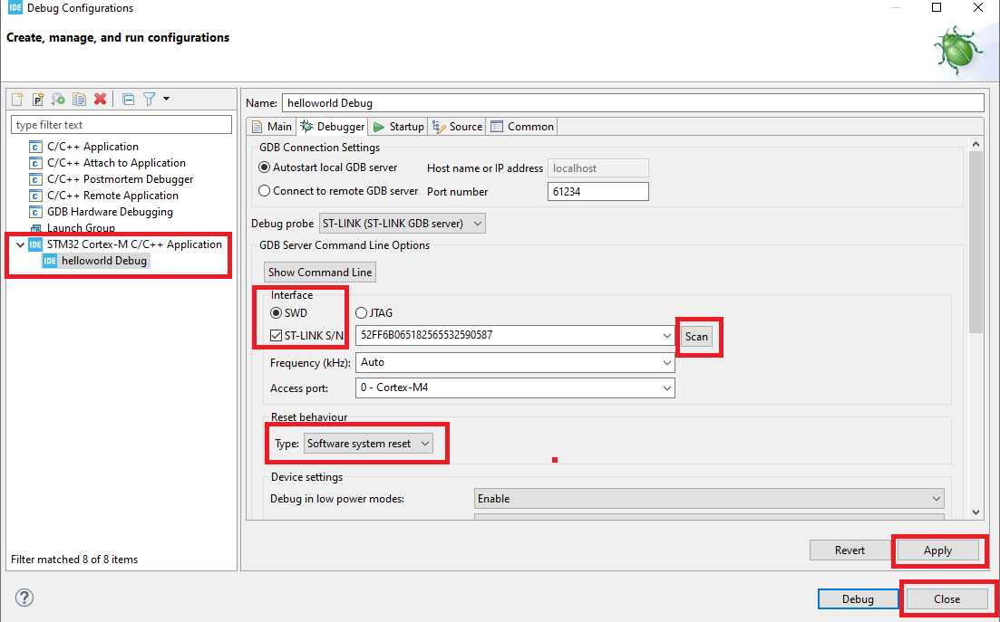 IDE Debug Configurations
Create, manage, and run configurations
type filter text
C/C++ Application
C/C++ Attach to Application
C/C++ Postmortem Debugger
C/C++ Remote Application
GDB Hardware Debugging
Launch Group
IDE STM32 Cortex-M C/C++ Application
IDE helloworld Debug
Filter matched 8 of 8 items
Name: helloworld Debug
Main Debugger Startup Source Common
GDB Connection Settings
Autostart local GDB server Host name or IP address localhost
Connect to remote GDB server Port number 61234
Debug probe ST-LINK (ST-LINK GDB server)
GDB Server Command Line Options
Show Command Line
Interface
SWD JTAG
ST-LINK S/N 52FF6B065182565532590587 Scan
Frequency (kHz): Auto
Access port: 0 - Cortex-M4
Reset behaviour
Type: Software system reset
Device settings
Debug in low power modes: Enable
Revert Apply
? Debug Close